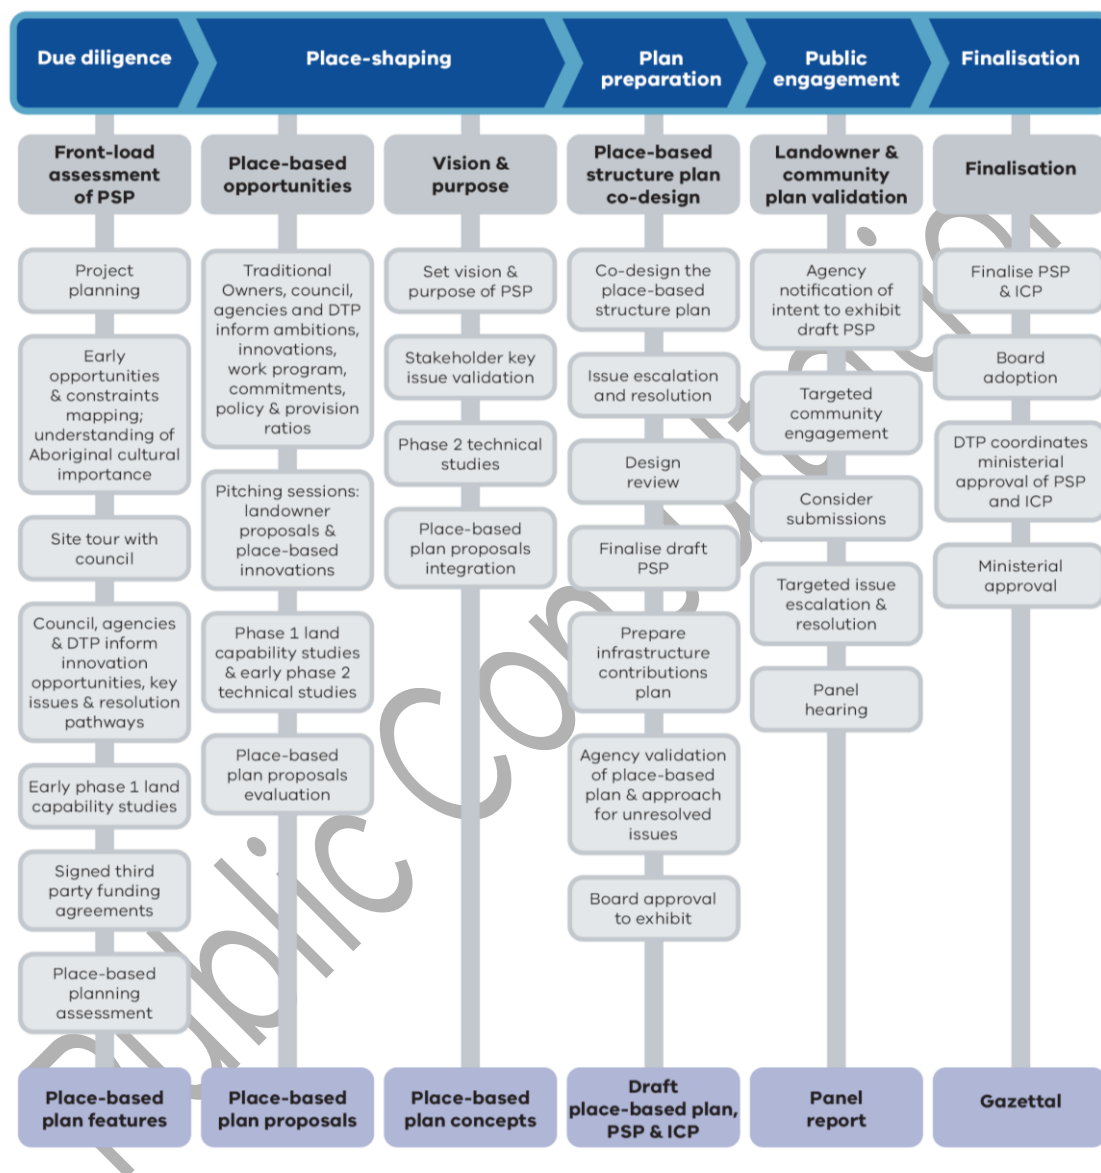 Due diligence
Place-shaping
Plan
preparation
Public
engagement
Finalisation
Front-load
assessment
of PSP
Place-based
opportunities
Vision &
purpose
Place-based
structure plan
co-design
Landowner &
community
plan validation
Finalisation
Project
planning
Early
opportunities
& constraints
mapping;
understanding of
Aboriginal cultural
importance
Site tour with
council
Council, agencies
& DTP inform
innovation
opportunities, key
issues & resolution
pathways
Early phase 1 land
capability studies
Signed third
party funding
agreements
Place-based
planning
assessment
Place-based
plan features
Traditional
Owners, council,
agencies and DTP
inform ambitions,
innovations,
work program,
commitments,
policy & provision
ratios
Pitching sessions:
landowner
proposals &
place-based
innovations
Phase 1 land
capability studies
& early phase 2
technical studies
Place-based
plan proposals
evaluation
Place-based
plan proposals
Set vision &
purpose of PSP
Stakeholder key
issue validation
Phase 2 technical
studies
Place-based
plan proposals
integration
Place-based
plan concepts
Co-design the
place-based
structure plan
Issue escalation
and resolution
Design
review
Finalise draft
PSP
Prepare
infrastructure
contributions
plan
Agency validation
of place-based
plan & approach
for unresolved
issues
Board approval
to exhibit
Draft
place-based plan,
PSP & ICP
Agency
notification of
intent to exhibit
draft PSP
Targeted
community
engagement
Consider
submissions
Targeted issue
escalation &
resolution
Panel
hearing
Panel
report
Finalise PSP
& ICP
Board
adoption
DTP coordinates
ministerial
approval of PSP
and ICP
Ministerial
approval
Gazettal
Public Consultation